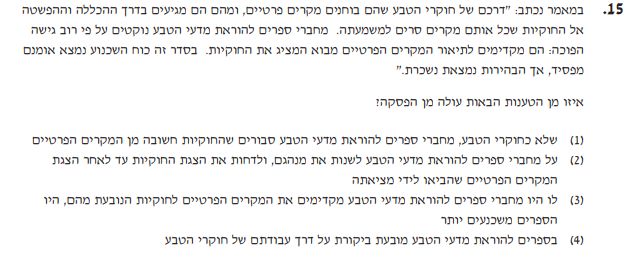 15. במאמר נכתב: "דרכם של חוקרי הטבע שהם בוחנים מקרים פרטיים, ומהם הם מגיעים בדרך ההכללה וההפשטה
אל החוקיות שכל אותם מקרים סרים למשמעתה. מחברי ספרים להוראת מדעי הטבע נוקטים על פי רוב גישה
הפוכה: הם מקדימים לתיאור המקרים הפרטיים מבוא המציג את החוקיות. בסדר זה כוח השכנוע נמצא אומנם
מפסיד, אך הבהירות נמצאת נשכרת."
איזו מן הטענות הבאות עולה מן הפסקה?
(1) שלא כחוקרי הטבע, מחברי ספרים להוראת מדעי הטבע סבורים שהחוקיות חשובה מן המקרים הפרטיים
(2) על מחברי ספרים להוראת מדעי הטבע לשנות את מנהגם, ולדחות את הצגת החוקיות עד לאחר הצגת
המקרים הפרטיים שהביאו לידי מציאתה
(3) לו היו מחברי ספרים להוראת מדעי הטבע מקדימים את המקרים הפרטיים לחוקיות הנובעת מהם, היו
הספרים משכנעים יותר
(4) בספרים להוראת מדעי הטבע מובעת ביקורת על דרך עבודתם של חוקרי הטבע